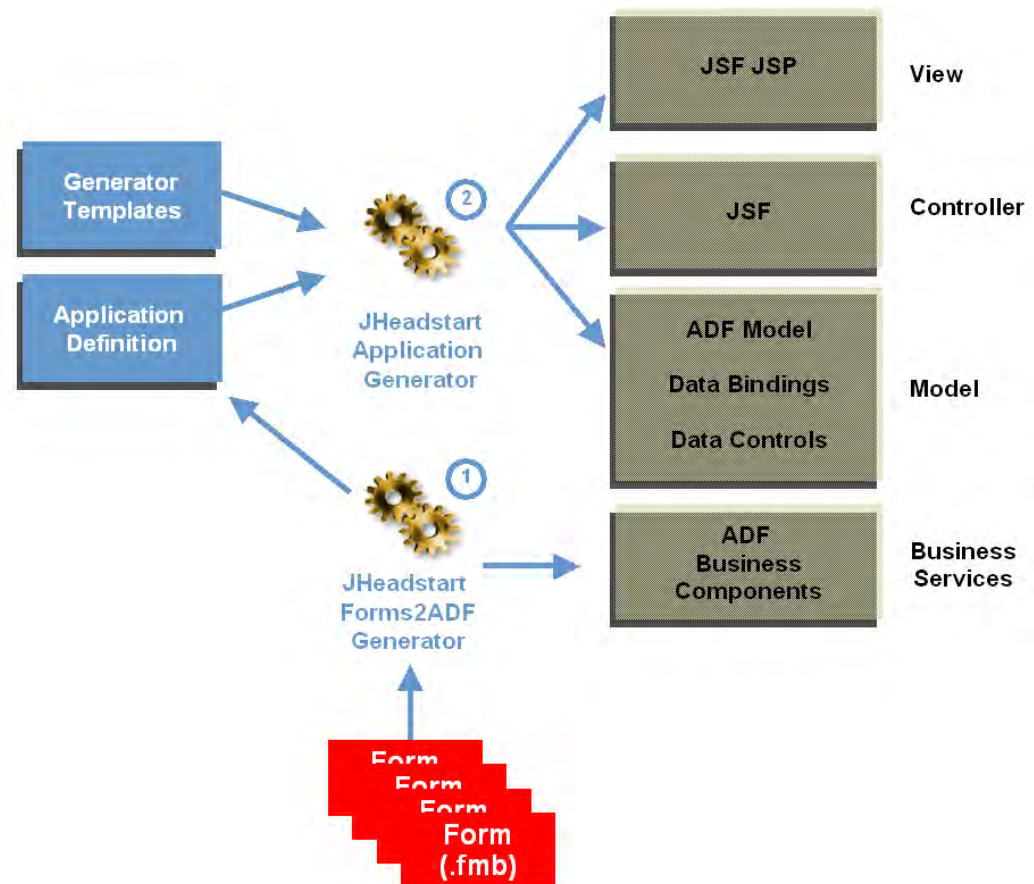 JSF JSP
View
Generator
Templates
2
JSF
Controller
Application
Definition
JHeadstart
Application
Generator
ADF Model
Data Bindings
Data Controls
Model
1
JHeadstart
Forms2ADF
Generator
ADF
Business
Components
Business
Services
Form
Form
Form
Form
(.fmb)